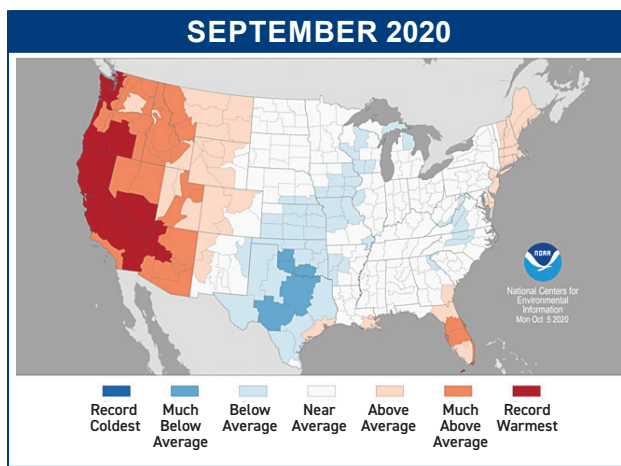 SEPTEMBER 2020
NOAA
National Centers for
Environmental
Information
Mon Oct 5 2020
Record
Coldest
Much
Below
Average
Below
Average
Near
Average
Above
Average
Much
Above
Average
Record
Warmest